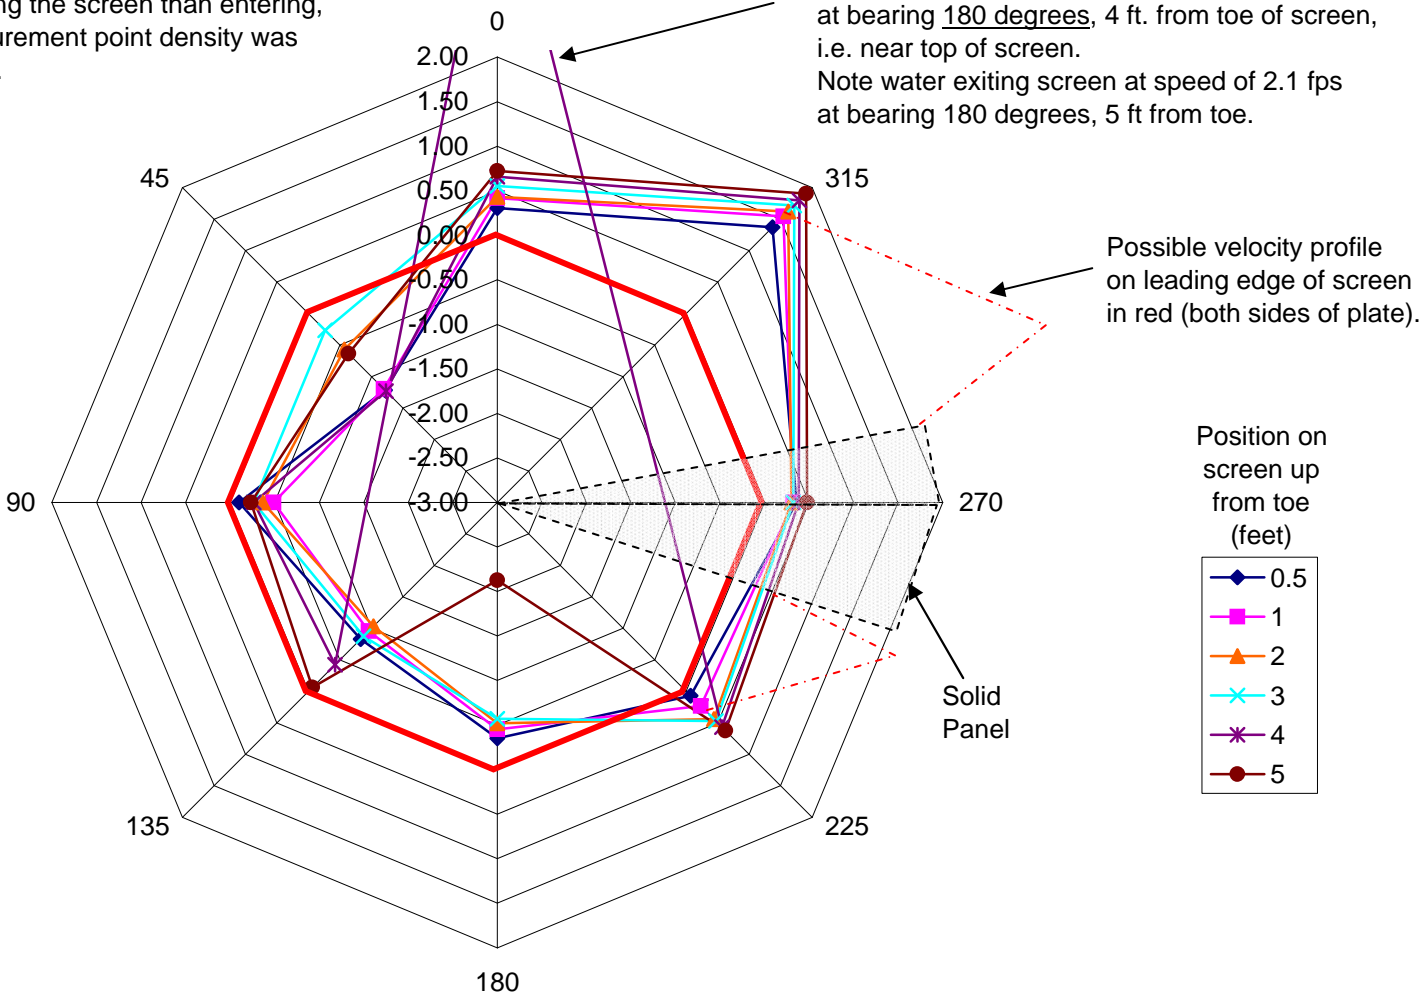 ng the screen than entering,
urement point density was
.
at bearing 180 degrees, 4 ft. from toe of screen,
i.e. near top of screen.
Note water exiting screen at speed of 2.1 fps
at bearing 180 degrees, 5 ft from toe.
0
2.00
1.50
1.00
0.50
0.00
-0.50
-1.00
-1.50
-2.00
-2.50
-3.00
45
315
Possible velocity profile
on leading edge of screen
in red (both sides of plate).
90
270
Position on
screen up
from toe
(feet)
0.5
1
2
3
4
5
Solid
Panel
135
225
180